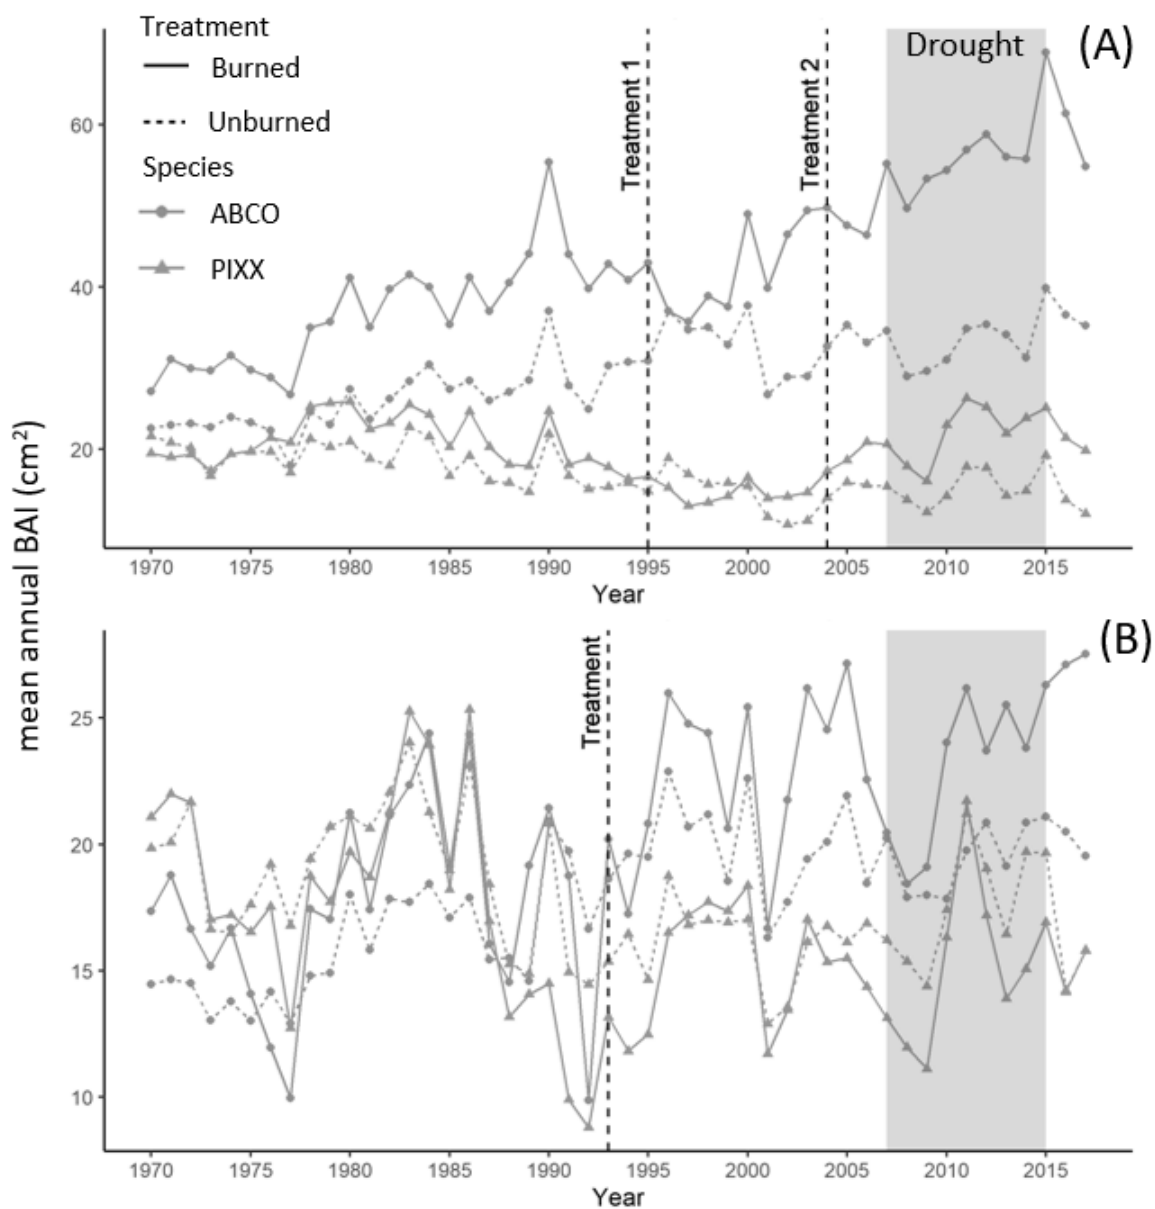 Treatment
Burned
Unburned
Species
ABCO
PIXX
Treatment 1
Treatment 2
Drought
(A)
60
40
20
1970 1975 1980 1985 1990 1995 2000 2005 2010 2015
Year
mean annual BAI (cm²)
Treatment
(B)
25
20
15
10
1970 1975 1980 1985 1990 1995 2000 2005 2010 2015
Year